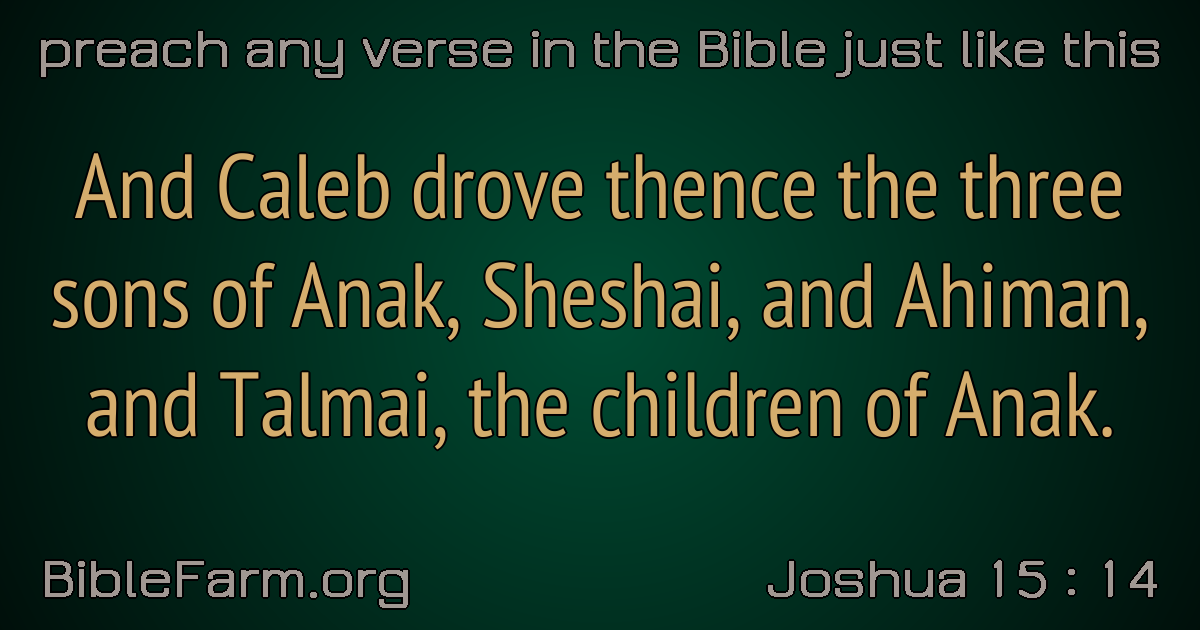 preach any verse in the Bible just like this
And Caleb drove thence the three
sons of Anak, Sheshai, and Ahiman,
and Talmai, the children of Anak.
BibleFarm.org
Joshua 15 : 14